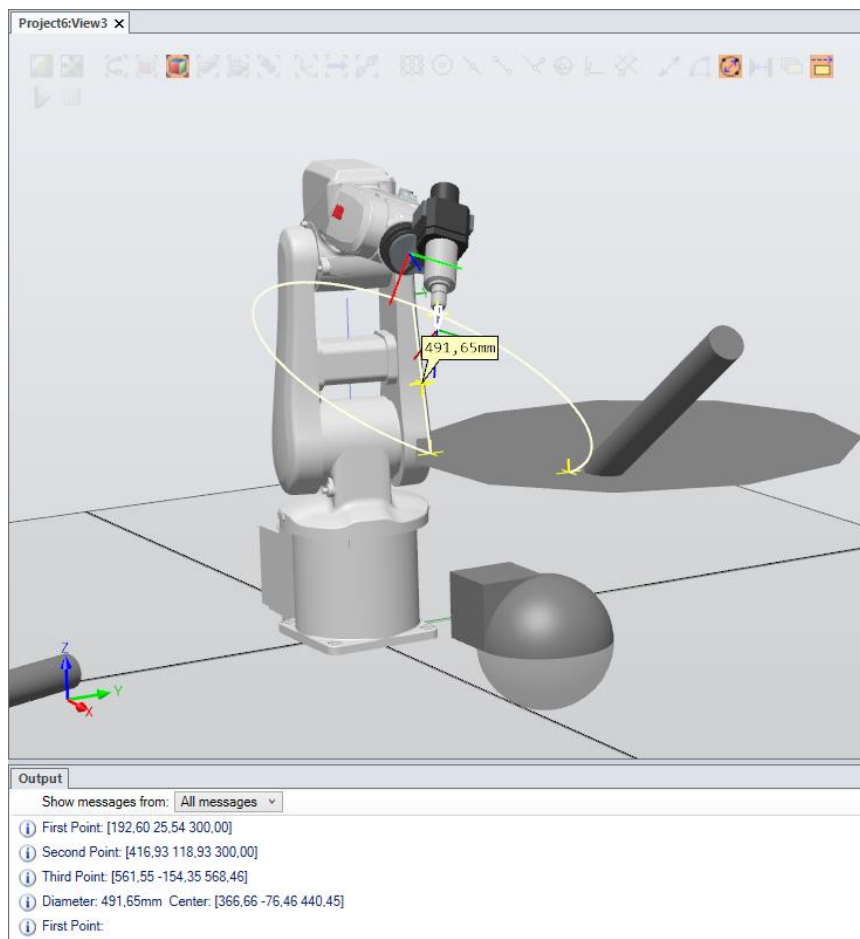 Project6:View3
491,65mm
Z
Y
X
Output
Show messages from: All messages
First Point: [192,60 25,54 300,00]
Second Point: [416,93 118,93 300,00]
Third Point: [561,55 -154,35 568,46]
Diameter: 491,65mm Center: [366,66 -76,46 440,45]
First Point: